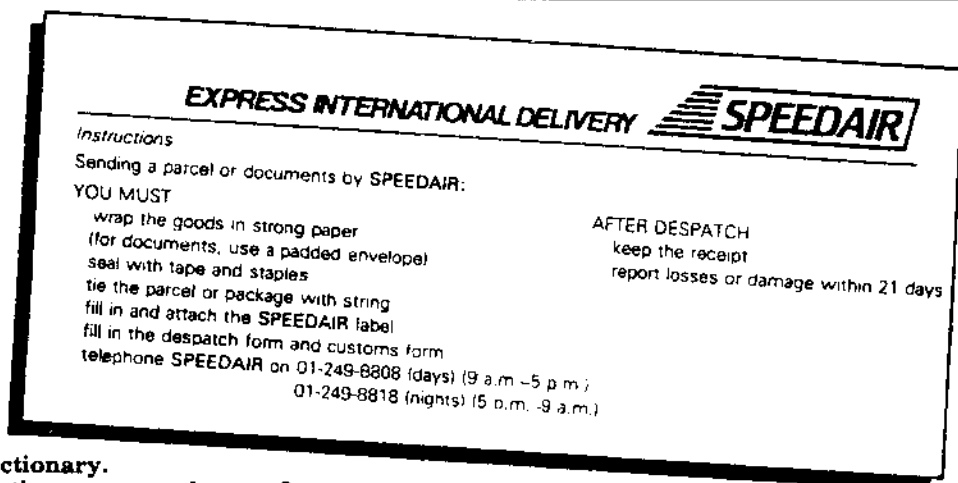 EXPRESS INTERNATIONAL DELIVERY SPEEDAIR
Instructions
Sending a parcel or documents by SPEEDAIR:
YOU MUST
wrap the goods in strong paper
(for documents, use a padded envelope)
seal with tape and staples
tie the parcel or package with string
fill in and attach the SPEEDAIR label
fill in the despatch form and customs form
telephone SPEEDAIR on 01-249-8808 (days) (9 a.m.-5 p.m.)
01-249-8818 (nights) (5 p.m.-9 a.m.)
AFTER DESPATCH
keep the receipt
report losses or damage within 21 days
ctionary.